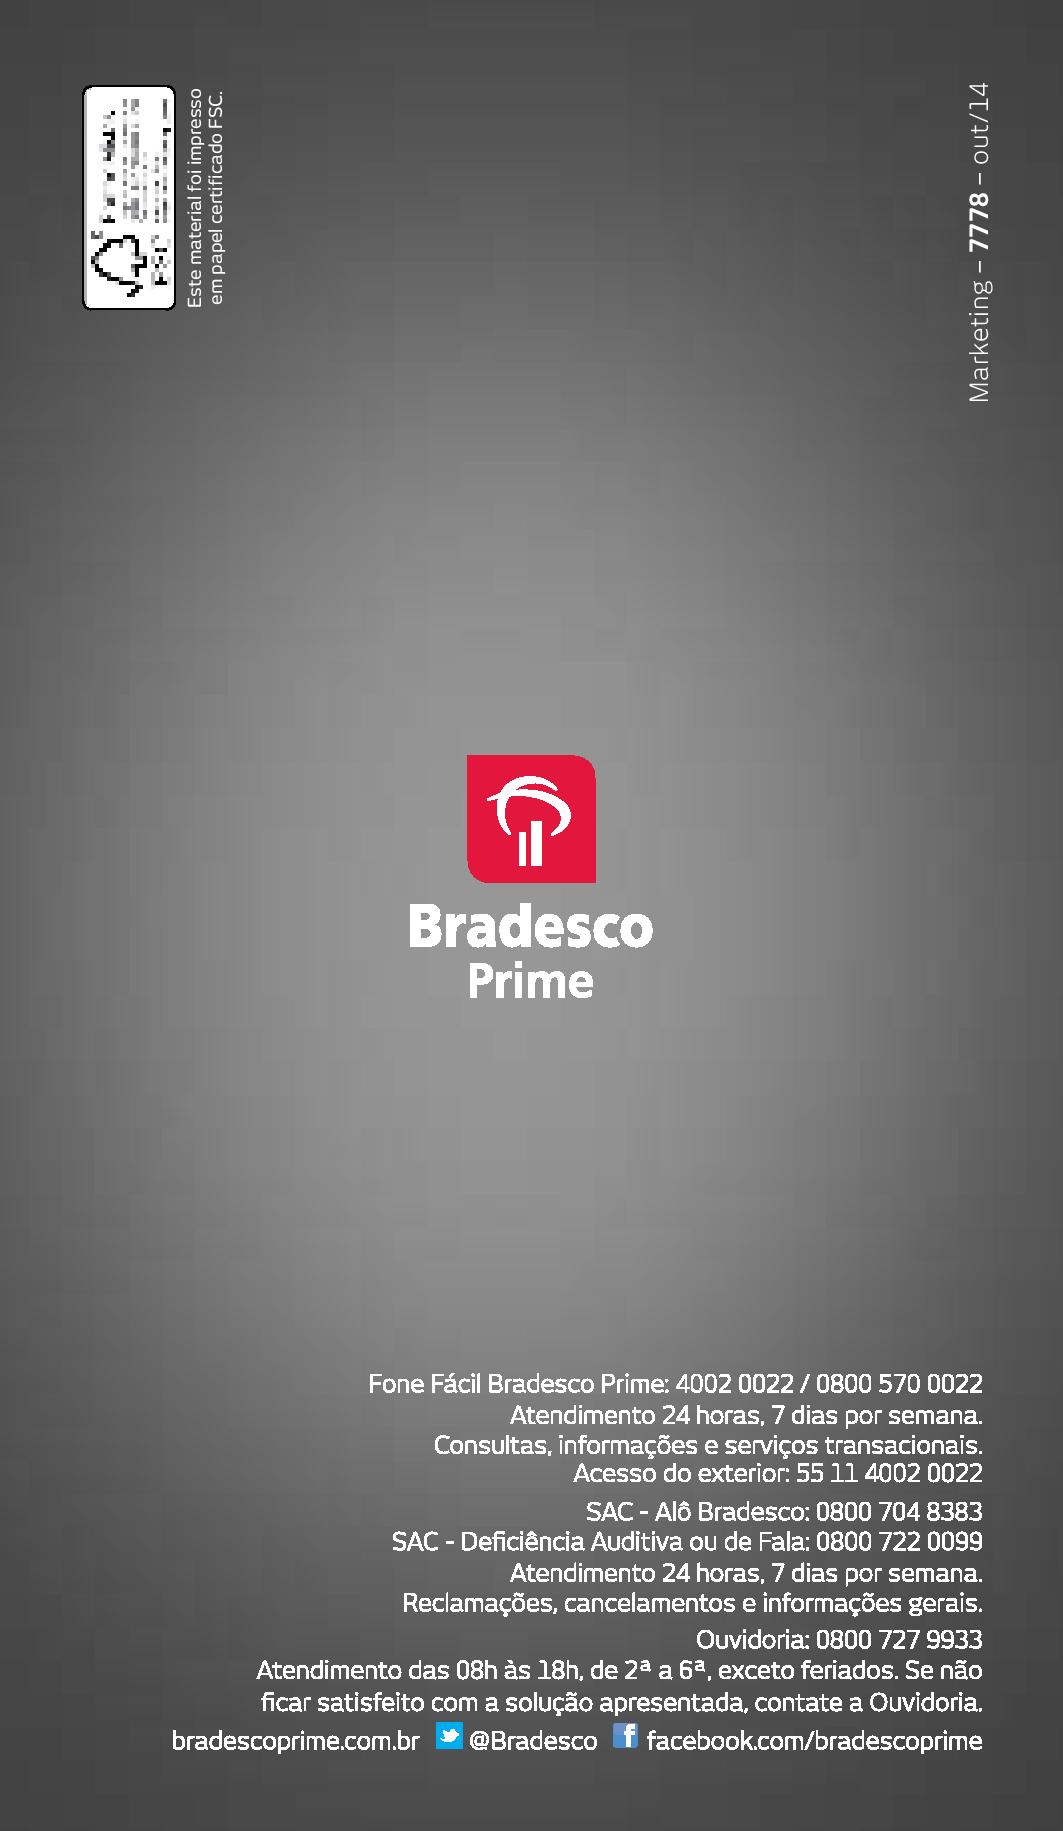 Este material foi impresso
em papel certificado FSC.
Marketing – 7778 – out/14
Bradesco
Prime
Fone Fácil Bradesco Prime: 4002 0022 / 0800 570 0022
Atendimento 24 horas, 7 dias por semana.
Consultas, informações e serviços transacionais.
Acesso do exterior: 55 11 4002 0022
SAC - Alô Bradesco: 0800 704 8383
SAC - Deficiência Auditiva ou de Fala: 0800 722 0099
Atendimento 24 horas, 7 dias por semana.
Reclamações, cancelamentos e informações gerais.
Ouvidoria: 0800 727 9933
Atendimento das 08h às 18h, de 2ª a 6ª, exceto feriados. Se não
ficar satisfeito com a solução apresentada, contate a Ouvidoria.
bradescoprime.com.br @Bradesco f facebook.com/bradescoprime